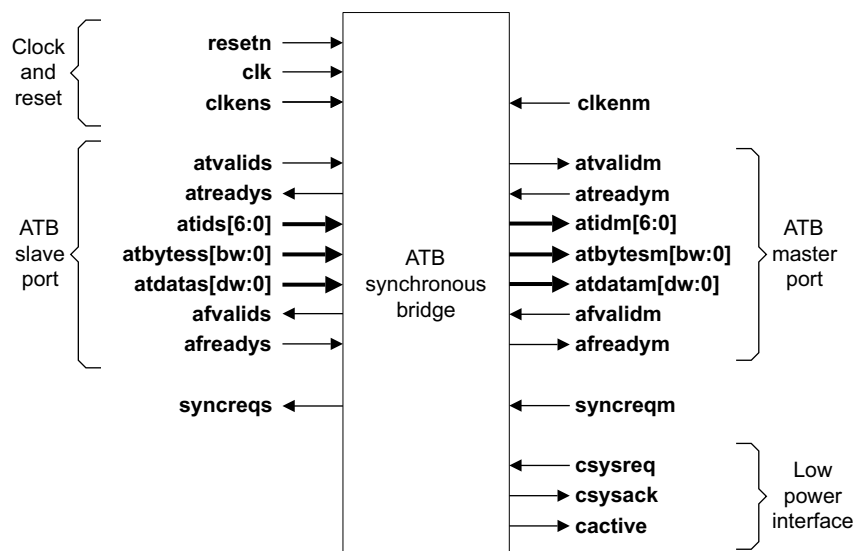 Clock
and
reset
resetn
clk
clkens
clkenm
ATB
slave
port
atvalids
atreadys
atids[6:0]
atbytess[bw:0]
atdatas[dw:0]
afvalids
afreadys
syncreqs
ATB
synchronous
bridge
atvalidm
atreadym
atidm[6:0]
atbytesm[bw:0]
atdatam[dw:0]
afvalidm
afreadym
ATB
master
port
syncreqm
csysreq
csysack
cactive
Low
power
interface